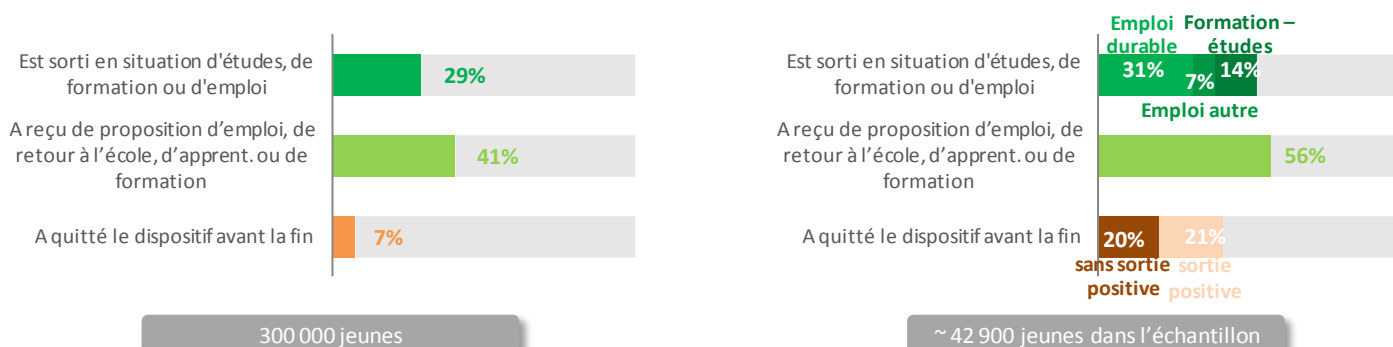 Est sorti en situation d'études, de
formation ou d'emploi
29%
A reçu de proposition d'emploi, de
retour à l'école, d'apprent. ou de
formation
41%
A quitté le dispositif avant la fin
7%
300 000 jeunes
Emploi
durable
Formation –
études
Est sorti en situation d'études, de
formation ou d'emploi
31%
7%
14%
Emploi autre
A reçu de proposition d'emploi, de
retour à l'école, d'apprent. ou de
formation
56%
A quitté le dispositif avant la fin
20%
21%
sans sortie
positive
sortie
positive
~ 42 900 jeunes dans l'échantillon